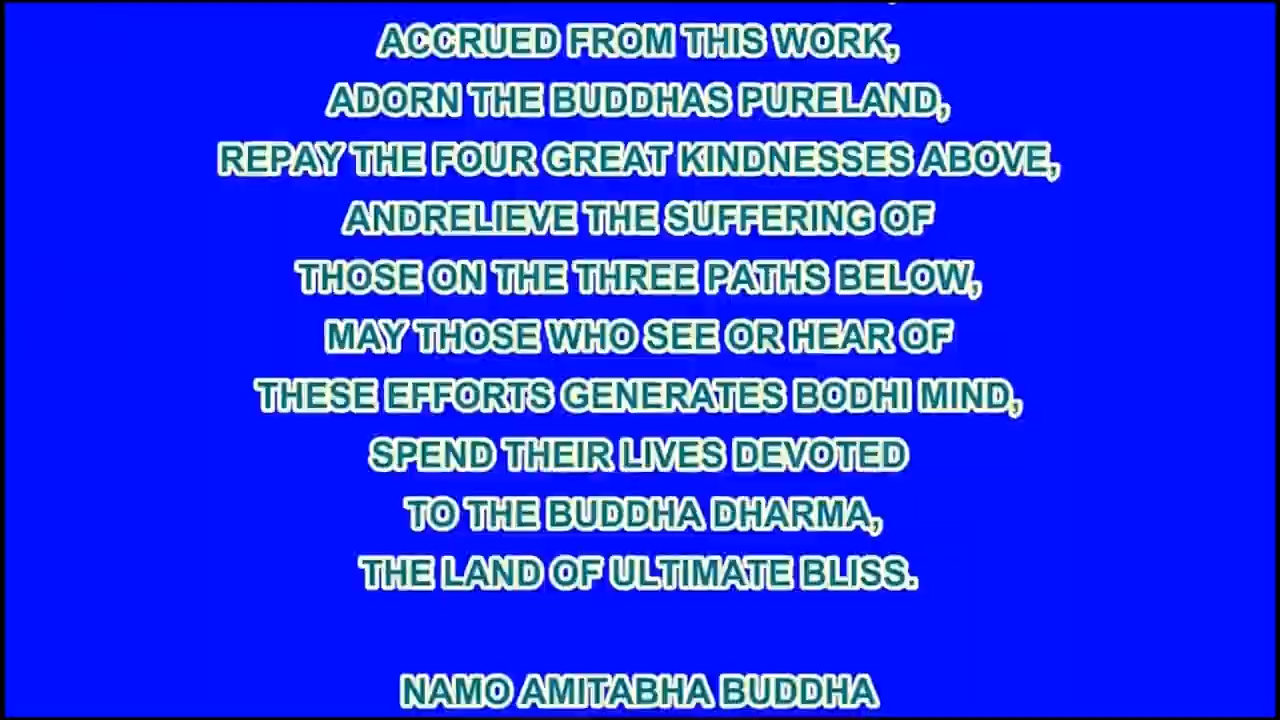 ACCRUED FROM THIS WORK,
ADORN THE BUDDHAS PURELAND,
REPAY THE FOUR GREAT KINDNESSES ABOVE,
ANDRELIEVE THE SUFFERING OF
THOSE ON THE THREE PATHS BELOW,
MAY THOSE WHO SEE OR HEAR OF
THESE EFFORTS GENERATES BODHI MIND,
SPEND THEIR LIVES DEVOTED
TO THE BUDDHA DHARMA,
THE LAND OF ULTIMATE BLISS.
NAMO AMITABHA BUDDHA